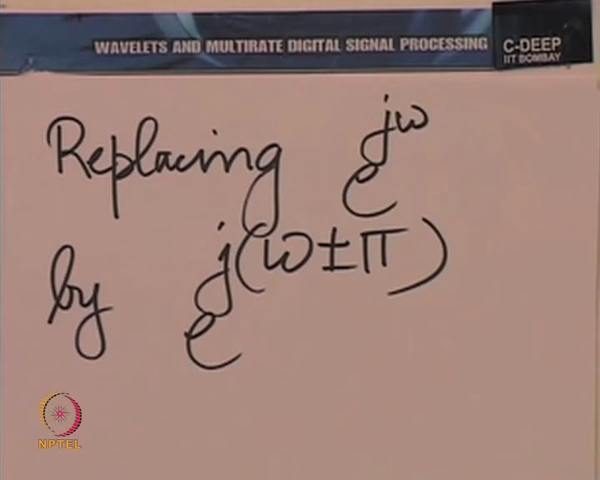 WAVELETS AND MULTIRATE DIGITAL SIGNAL PROCESSING
C-DEEP
IIT BOMBAY
Replacing e^{jω}
by e^{j(ω±π)}
NPTEL